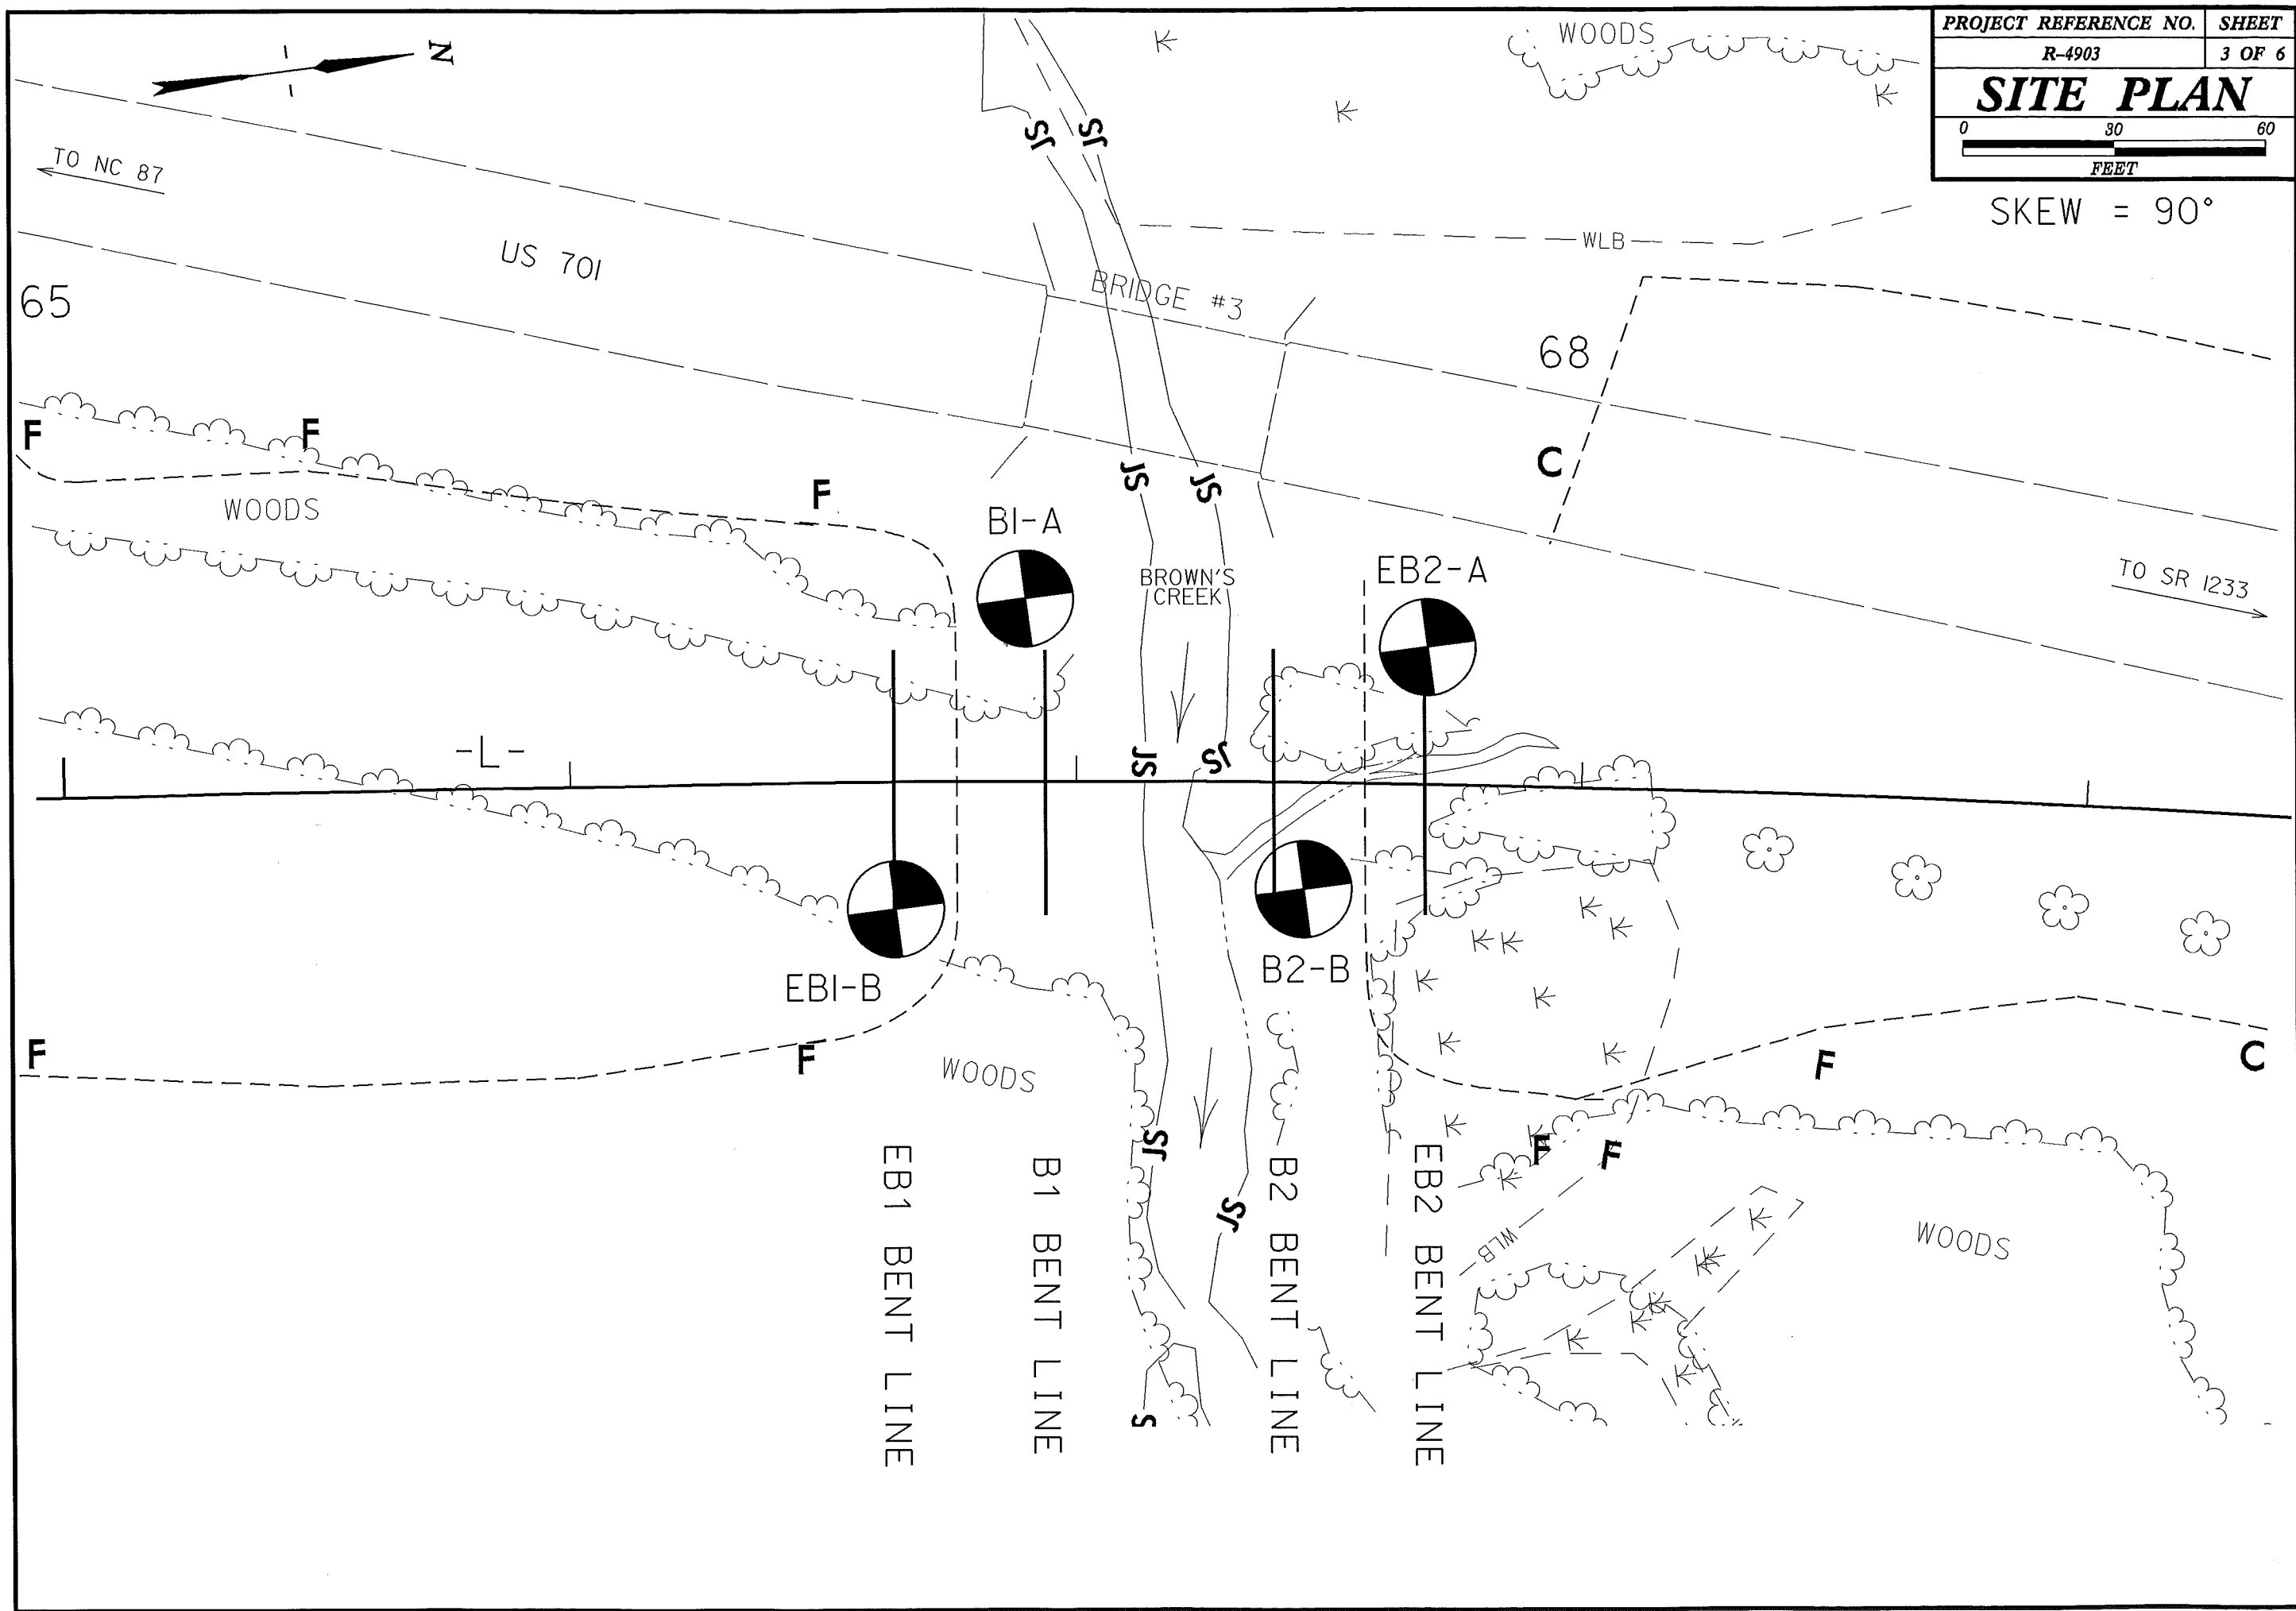 PROJECT REFERENCE NO. SHEET
R-4903 3 OF 6
SITE PLAN
0 30 60
FEET
SKEW = 90°
N
WOODS
JS JS
TO NC 87
WLB
US 701
BRIDGE #3
65
68
F F
C
F
JS JS
WOODS
B1-A
BROWN'S
CREEK
EB2-A
TO SR 1233
-L-
JS JS
EB1-B
B2-B
F F
WOODS
F C
JS
F F
JS
WLB
WOODS
S
EB1 BENT LINE
B1 BENT LINE
B2 BENT LINE
EB2 BENT LINE